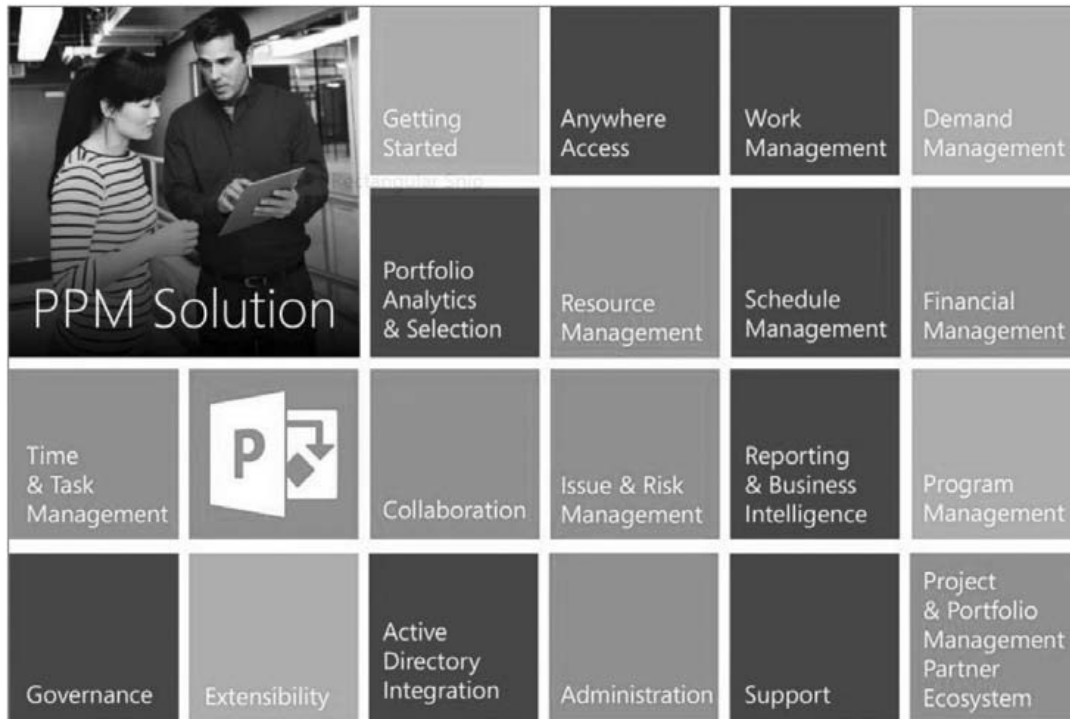 Getting
Started
Anywhere
Access
Work
Management
Demand
Management
Rectangular Snip
PPM Solution
Portfolio
Analytics
& Selection
Resource
Management
Schedule
Management
Financial
Management
Time
& Task
Management
P
Collaboration
Issue & Risk
Management
Reporting
& Business
Intelligence
Program
Management
Governance
Extensibility
Active
Directory
Integration
Administration
Support
Project
& Portfolio
Management
Partner
Ecosystem